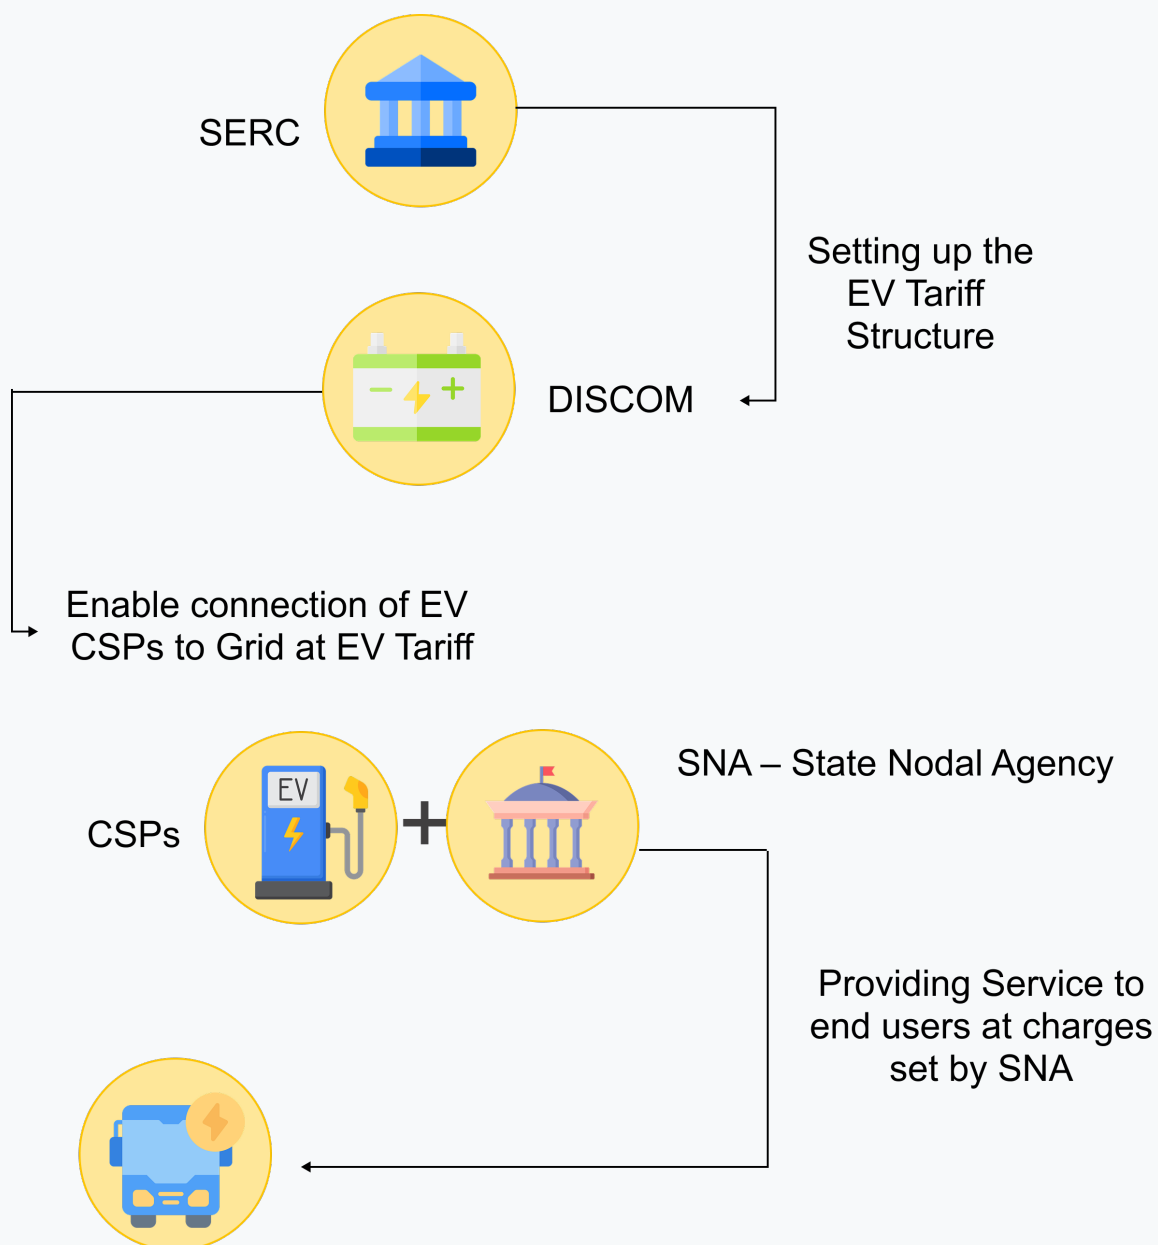 SERC
Setting up the
EV Tariff
Structure
DISCOM
Enable connection of EV
CSPs to Grid at EV Tariff
SNA – State Nodal Agency
EV
CSPs
Providing Service to
end users at charges
set by SNA